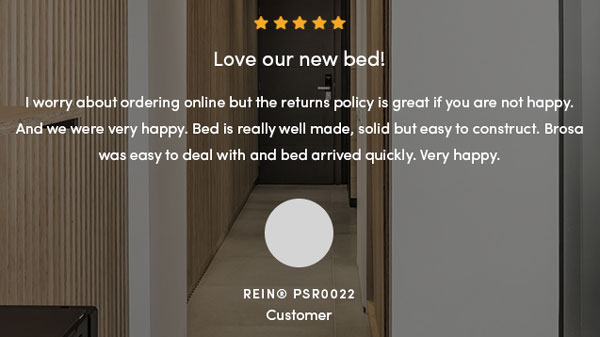 Love our new bed!
I worry about ordering online but the returns policy is great if you are not happy.
And we were very happy. Bed is really well made, solid but easy to construct. Brosa
was easy to deal with and bed arrived quickly. Very happy.
REIN® PSR0022
Customer